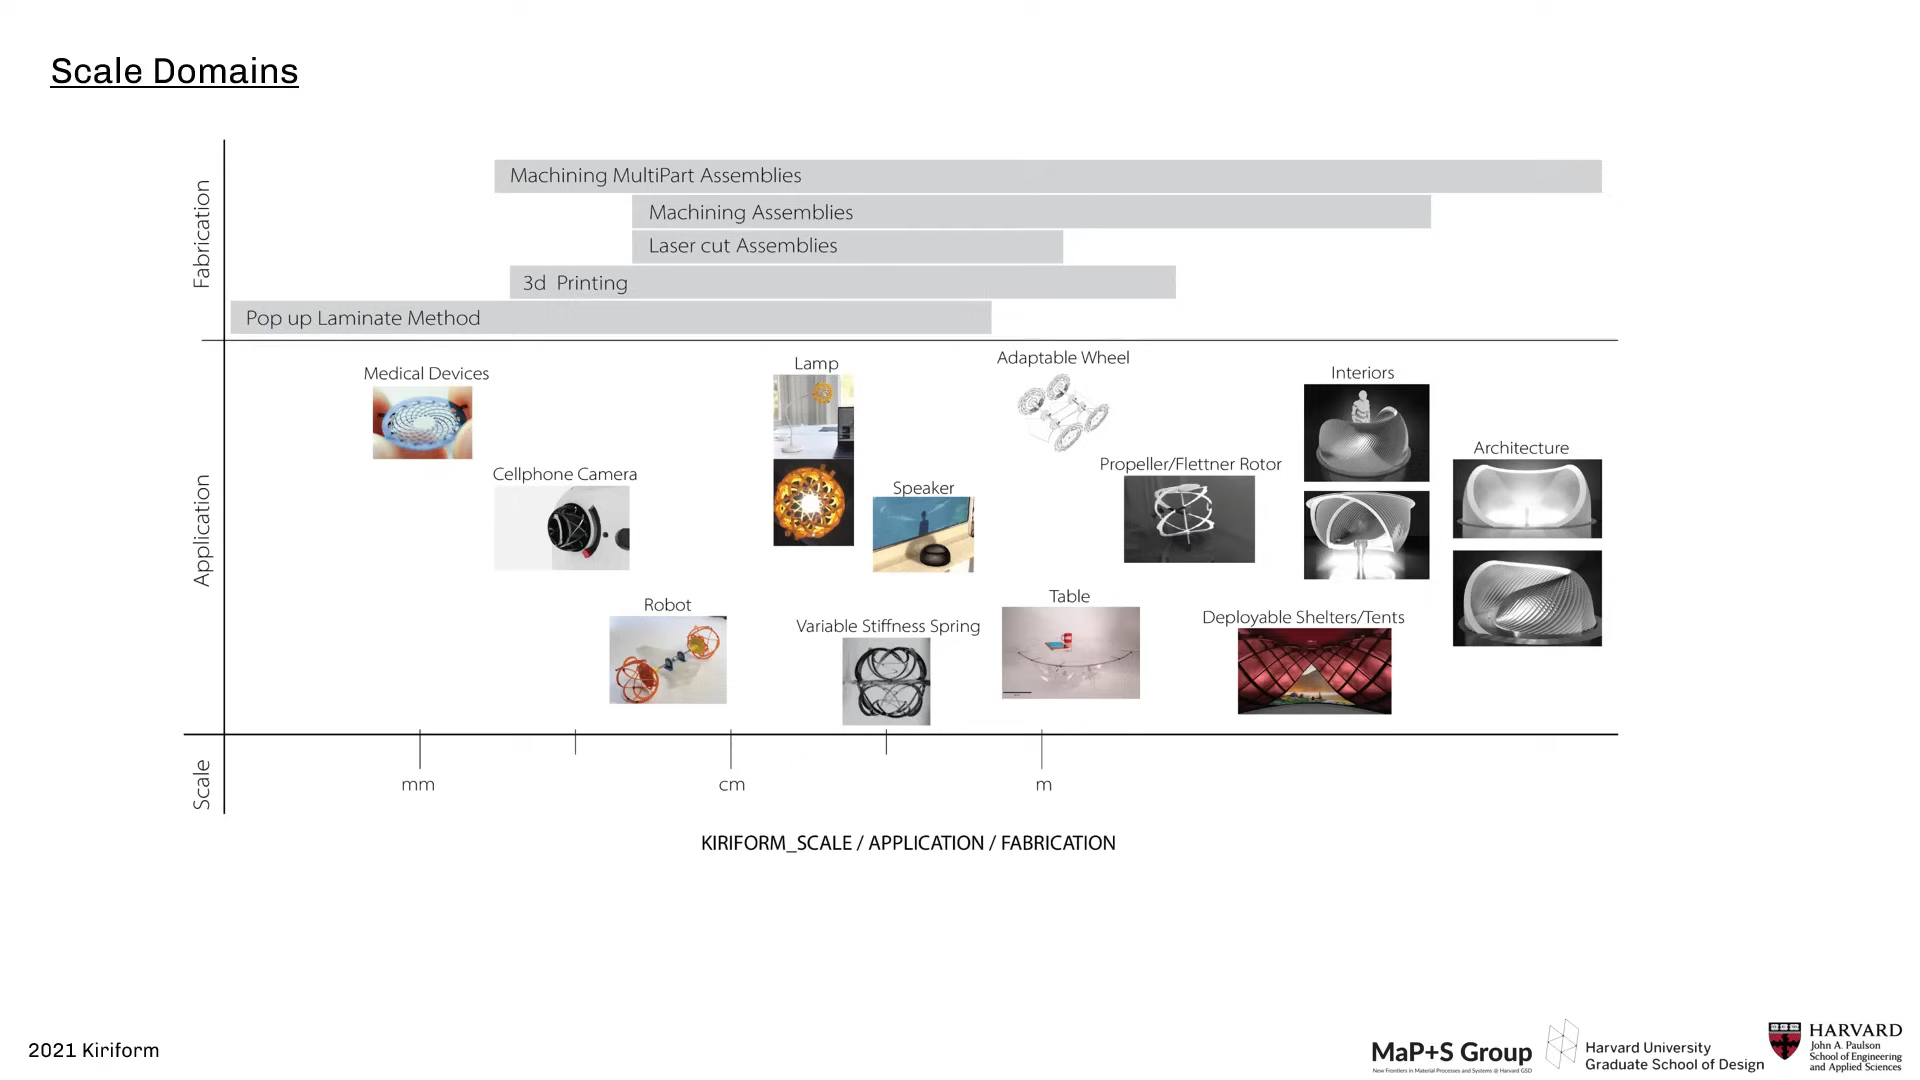 Scale Domains
Fabrication
Machining MultiPart Assemblies
Machining Assemblies
Laser cut Assemblies
3d Printing
Pop up Laminate Method
Application
Medical Devices
Lamp
Adaptable Wheel
Interiors
Architecture
Cellphone Camera
Propeller/Flettner Rotor
Speaker
Robot
Table
Variable Stiffness Spring
Deployable Shelters/Tents
Scale
mm
cm
m
KIRIFORM_SCALE / APPLICATION / FABRICATION
2021 Kiriform
MaP+S Group
New Frontiers in Material Processes and Systems @ Harvard GSD
Harvard University
Graduate School of Design
HARVARD
John A. Paulson
School of Engineering
and Applied Sciences